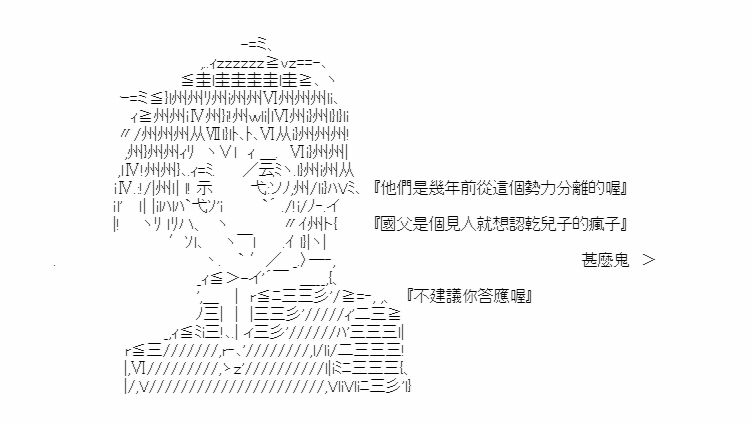 『他們是幾年前從這個勢力分離的喔』
『國父是個見人就想認乾兒子的瘋子』
甚麼鬼 >
『不建議你答應喔』